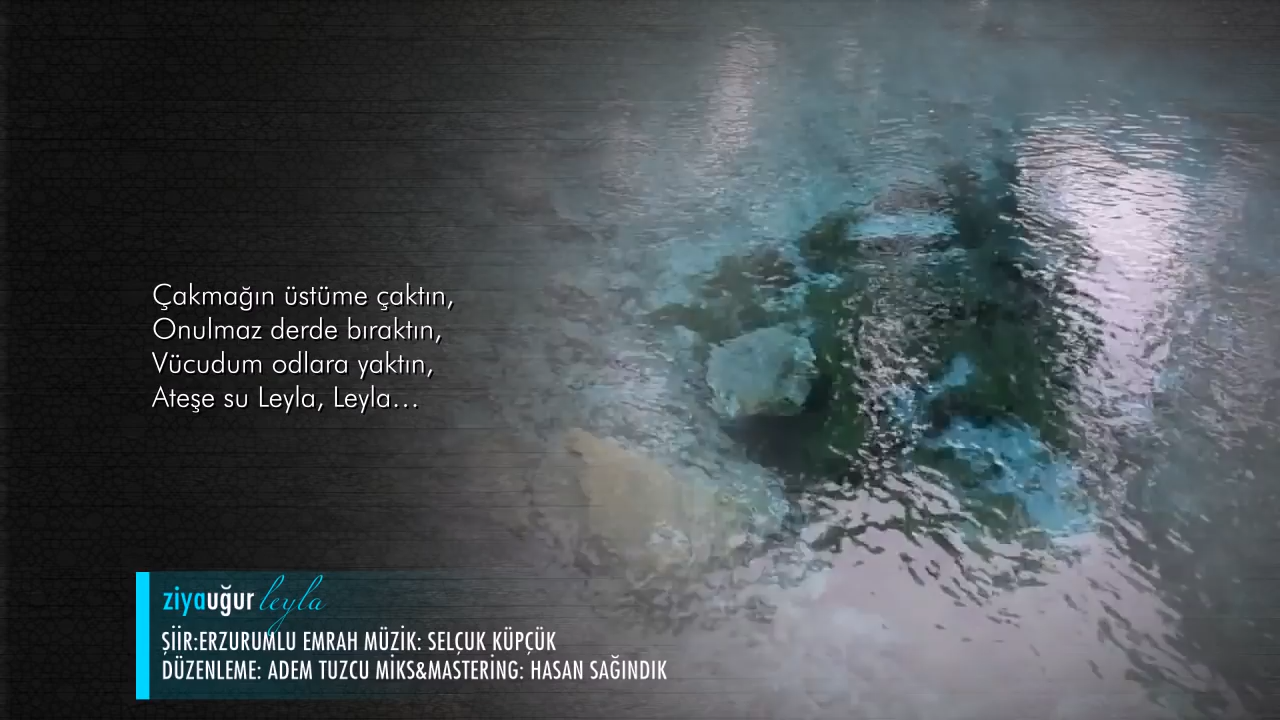 Çakmağın üstüme çaktın,
Onulmaz derde bıraktın,
Vücudum odlara yaktın,
Ateşe su Leyla, Leyla...
ziyauğur leyla
ŞİİR:ERZURUMLU EMRAH MÜZİK: SELÇUK KÜPÇÜK
DÜZENLEME: ADEM TUZCU MİKS&MASTERİNG: HASAN SAĞINDIK